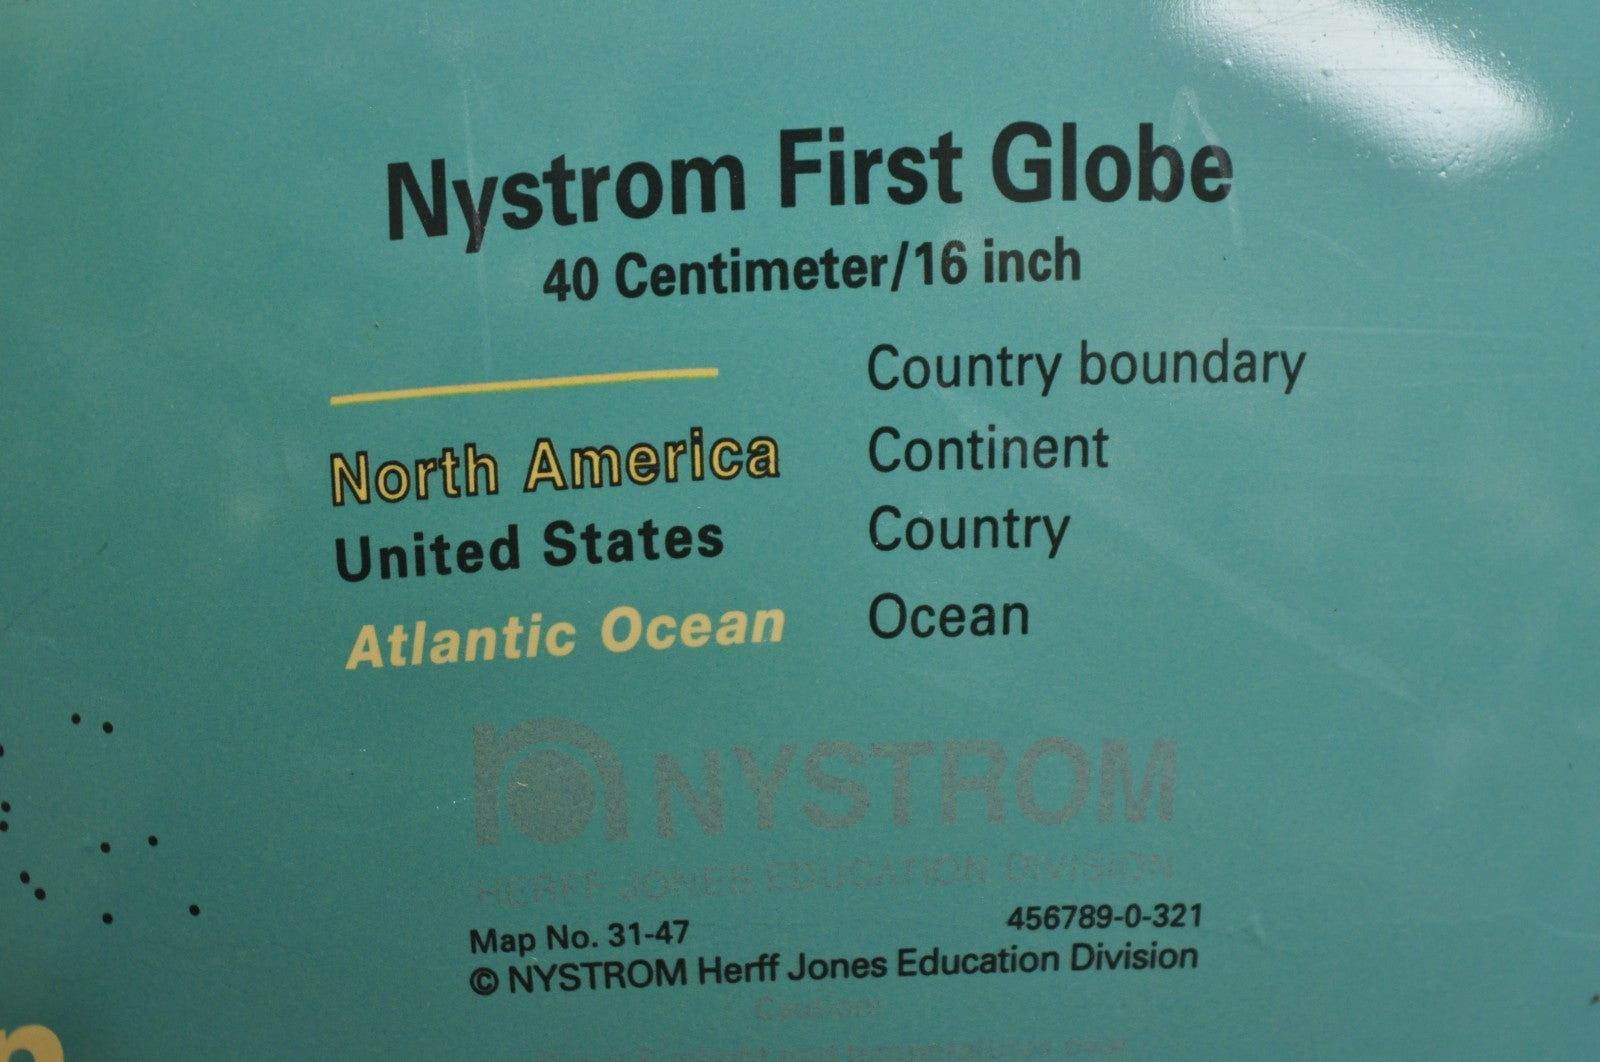 Nystrom First Globe
40 Centimeter/16 inch
Country boundary
North America Continent
United States Country
Atlantic Ocean Ocean
NYSTROM
HERFF JONES EDUCATION DIVISION
Map No. 31-47 456789-0-321
© NYSTROM Herff Jones Education Division
Caution: